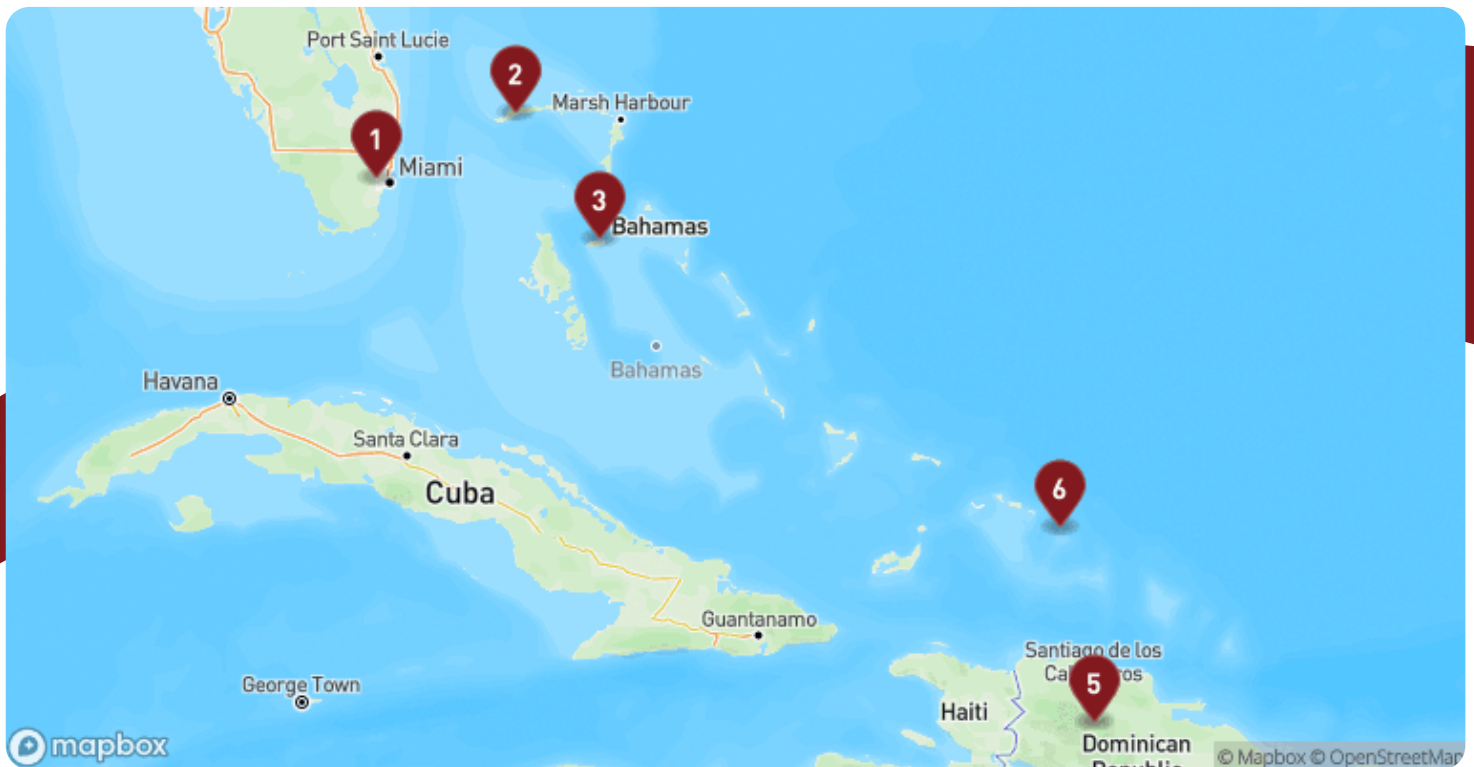 Port Saint Lucie
2
Marsh Harbour
1
Miami
3
Bahamas
Bahamas
Havana
Santa Clara
Cuba
6
Guantanamo
Santiago de los
5
George Town
Haiti
Dominican
mapbox
© Mapbox © OpenStreetMap